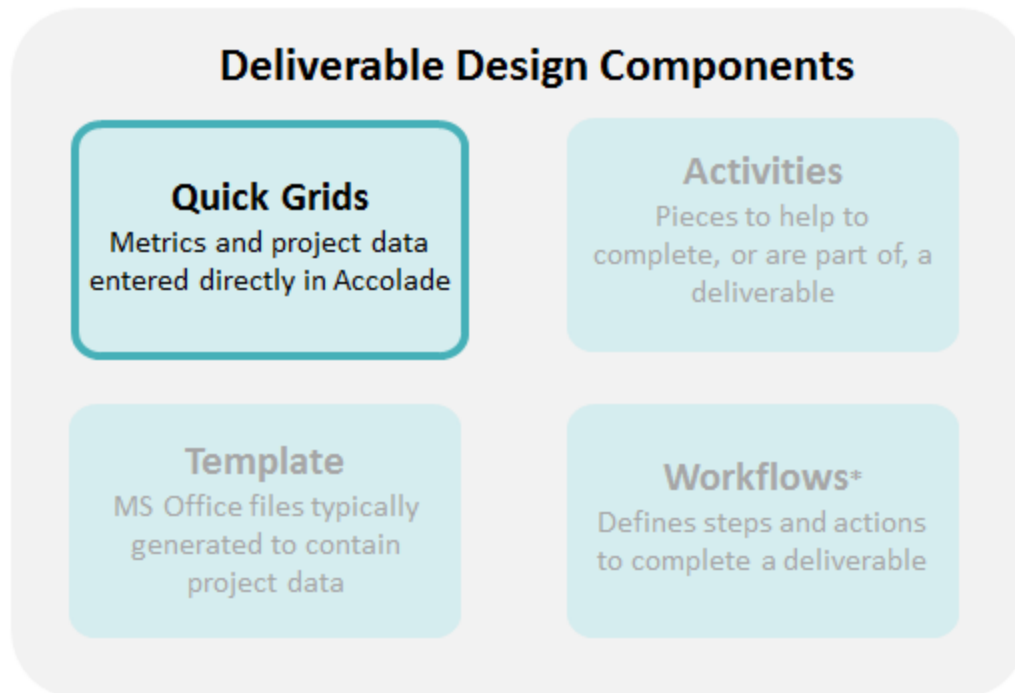 Deliverable Design Components
Quick Grids
Metrics and project data
entered directly in Accolade
Activities
Pieces to help to
complete, or are part of, a
deliverable
Template
MS Office files typically
generated to contain
project data
Workflows*
Defines steps and actions
to complete a deliverable